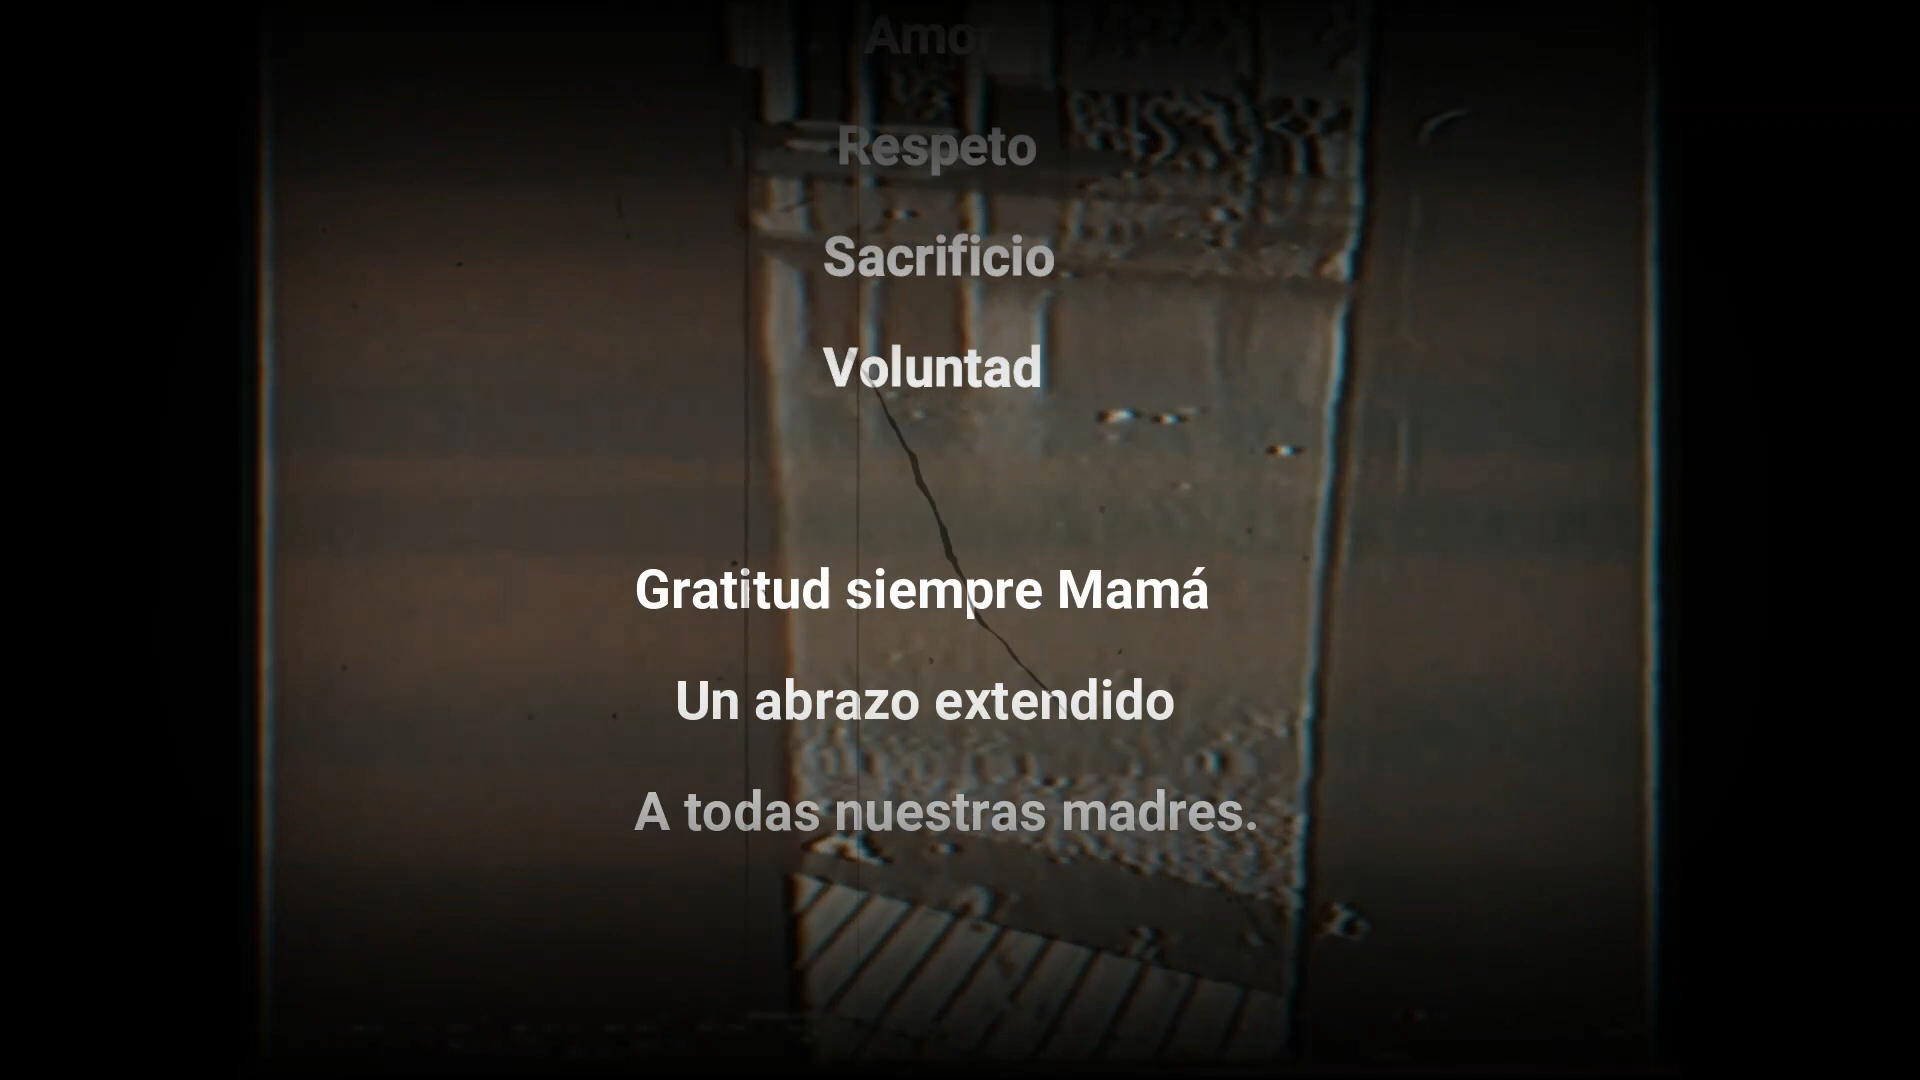 Amor
Respeto
Sacrificio
Voluntad
Gratitud siempre Mamá
Un abrazo extendido
A todas nuestras madres.